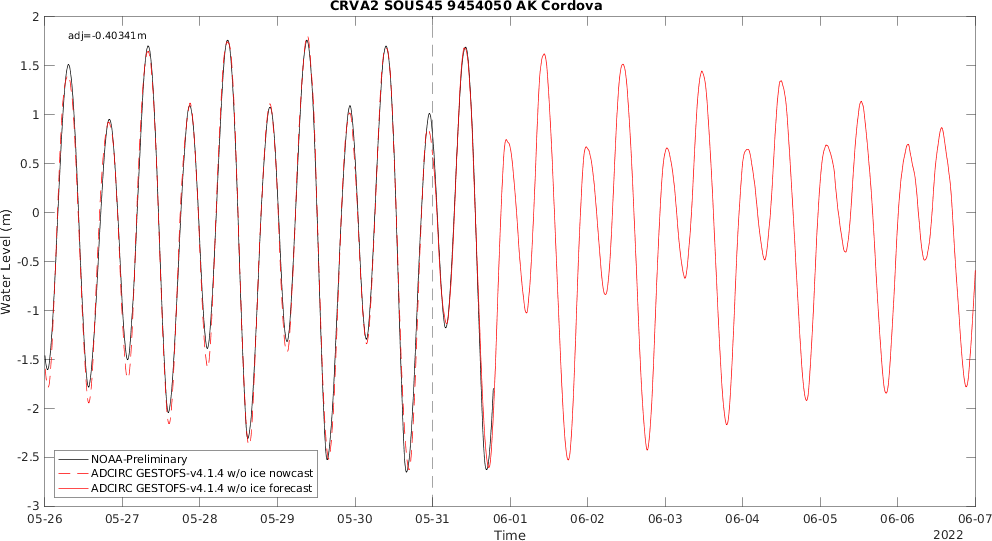 CRVA2 SOUS45 9454050 AK Cordova
adj=-0.40341m
2
1.5
1
0.5
0
-0.5
-1
-1.5
-2
-2.5
-3
Water Level (m)
NOAA-Preliminary
ADCIRC GESTOFS-v4.1.4 w/o ice nowcast
ADCIRC GESTOFS-v4.1.4 w/o ice forecast
05-26 05-27 05-28 05-29 05-30 05-31 06-01 06-02 06-03 06-04 06-05 06-06 06-07
Time
2022